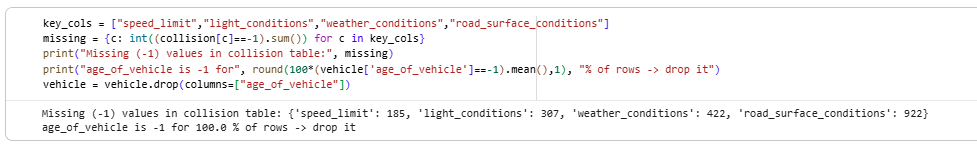 key_cols = ["speed_limit","light_conditions","weather_conditions","road_surface_conditions"]
missing = {c: int((collision[c]==-1).sum()) for c in key_cols}
print("Missing (-1) values in collision table:", missing)
print("age_of_vehicle is -1 for", round(100*(vehicle['age_of_vehicle']==-1).mean(),1), "% of rows -> drop it")
vehicle = vehicle.drop(columns=["age_of_vehicle"])
Missing (-1) values in collision table: {'speed_limit': 185, 'light_conditions': 307, 'weather_conditions': 422, 'road_surface_conditions': 922}
age_of_vehicle is -1 for 100.0 % of rows -> drop it